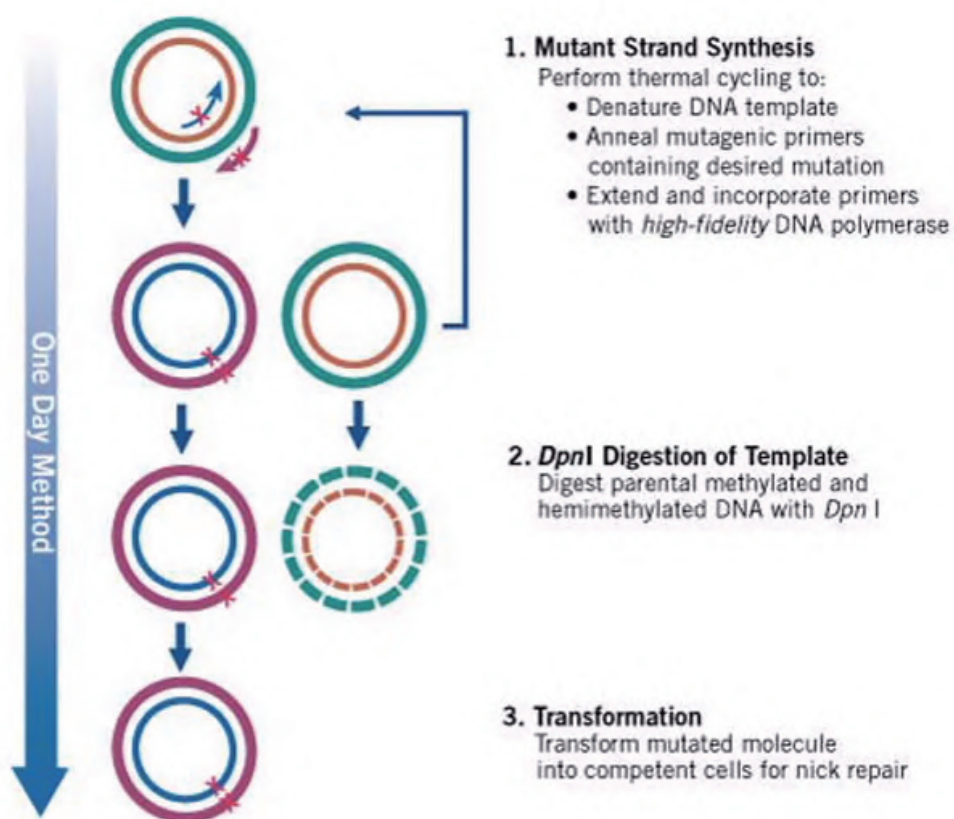 1. Mutant Strand Synthesis
Perform thermal cycling to:
• Denature DNA template
• Anneal mutagenic primers
containing desired mutation
• Extend and incorporate primers
with high-fidelity DNA polymerase
One Day Method
2. DpnI Digestion of Template
Digest parental methylated and
hemimethylated DNA with Dpn I
3. Transformation
Transform mutated molecule
into competent cells for nick repair